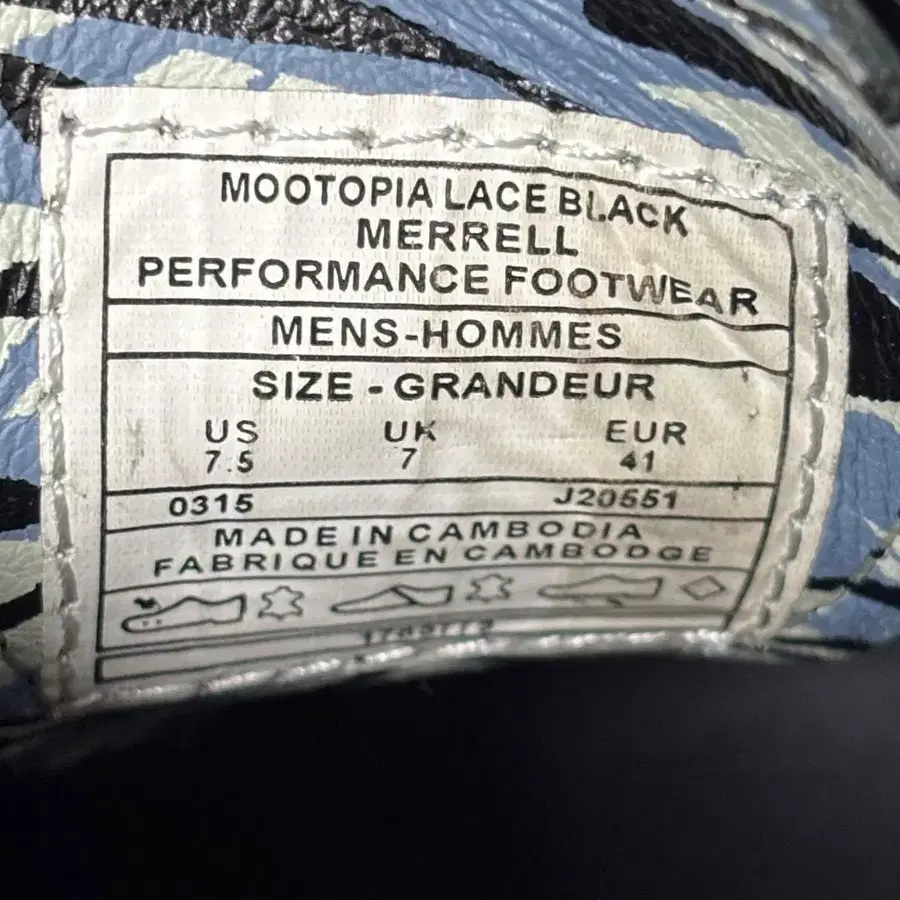 MOOTOPIA LACE BLACK
MERRELL
PERFORMANCE FOOTWEAR
MENS-HOMMES
SIZE - GRANDEUR
US UK EUR
7.5 7 41
0315 J20551
MADE IN CAMBODIA
FABRIQUE EN CAMBODGE